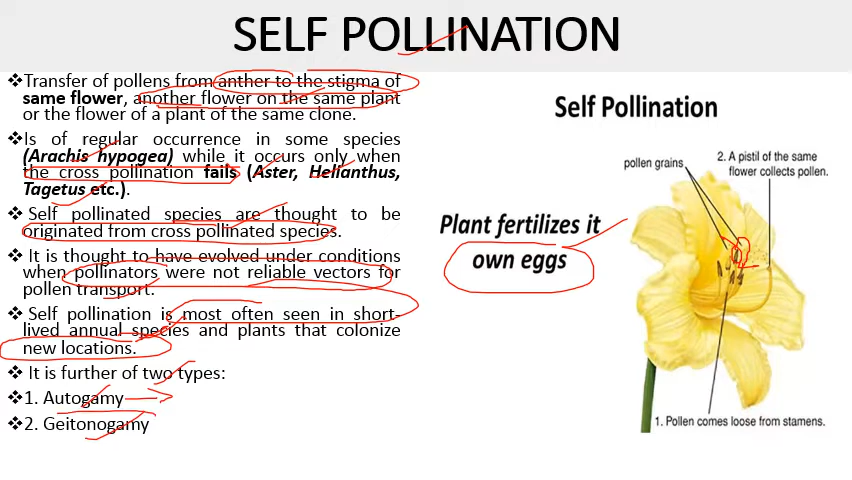 SELF POLLINATION
❖Transfer of pollens from anther to the stigma of
same flower, another flower on the same plant
or the flower of a plant of the same clone.
❖Is of regular occurrence in some species
(Arachis hypogea) while it occurs only when
the cross pollination fails (Aster, Helianthus,
Tagetus etc.).
❖ Self pollinated species are thought to be
originated from cross pollinated species.
❖ It is thought to have evolved under conditions
when pollinators were not reliable vectors for
pollen transport.
❖ Self pollination is most often seen in short-
lived annual species and plants that colonize
new locations.
❖ It is further of two types:
❖1. Autogamy
❖2. Geitonogamy
Self Pollination
pollen grains
2. A pistil of the same
flower collects pollen.
Plant fertilizes it
own eggs
1. Pollen comes loose from stamens.